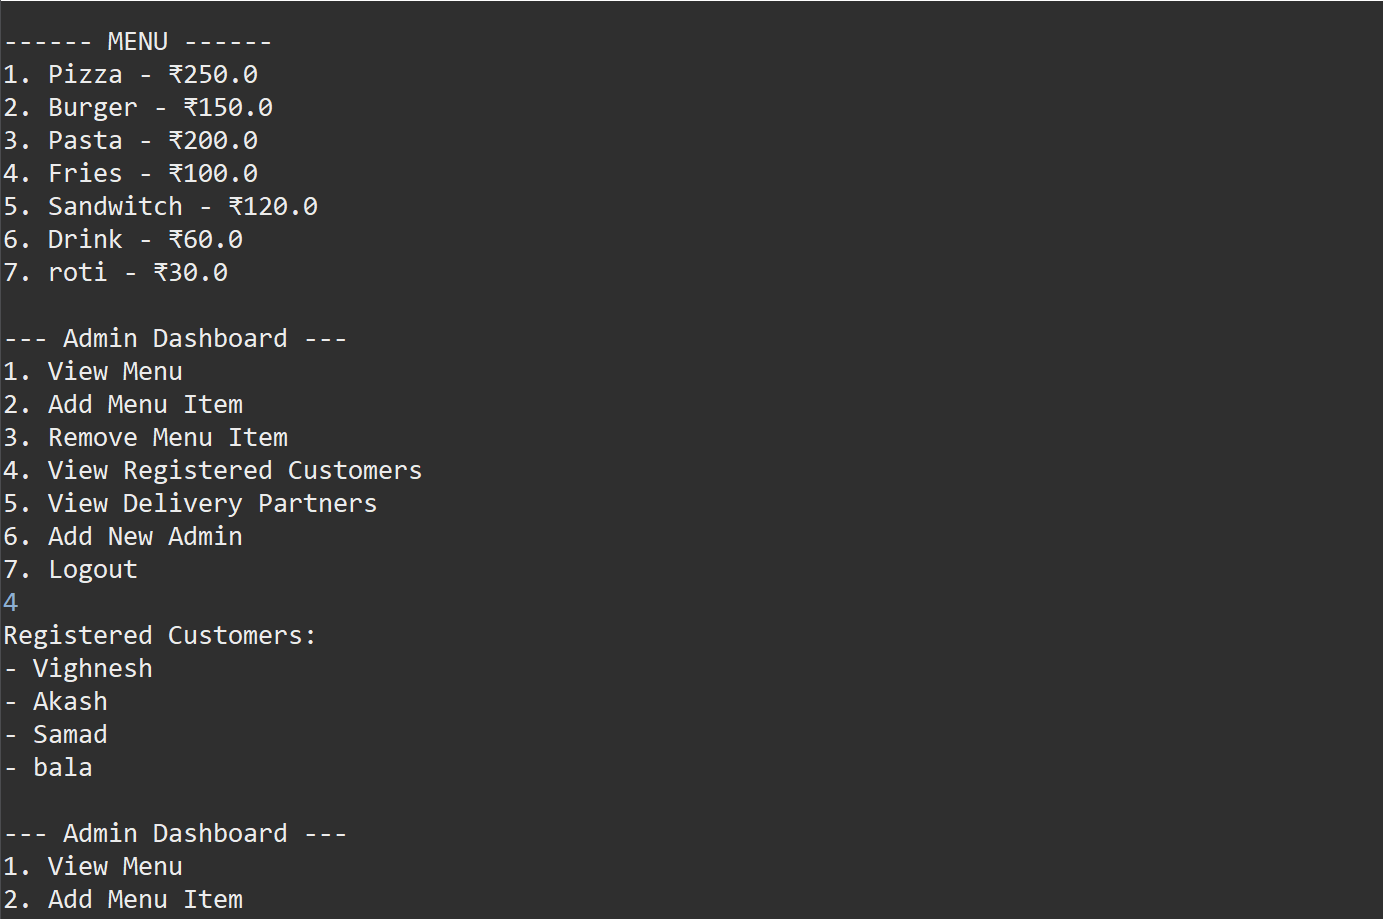 ------ MENU ------
1. Pizza - ₹250.0
2. Burger - ₹150.0
3. Pasta - ₹200.0
4. Fries - ₹100.0
5. Sandwitch - ₹120.0
6. Drink - ₹60.0
7. roti - ₹30.0
--- Admin Dashboard ---
1. View Menu
2. Add Menu Item
3. Remove Menu Item
4. View Registered Customers
5. View Delivery Partners
6. Add New Admin
7. Logout
4
Registered Customers:
- Vighnesh
- Akash
- Samad
- bala
--- Admin Dashboard ---
1. View Menu
2. Add Menu Item